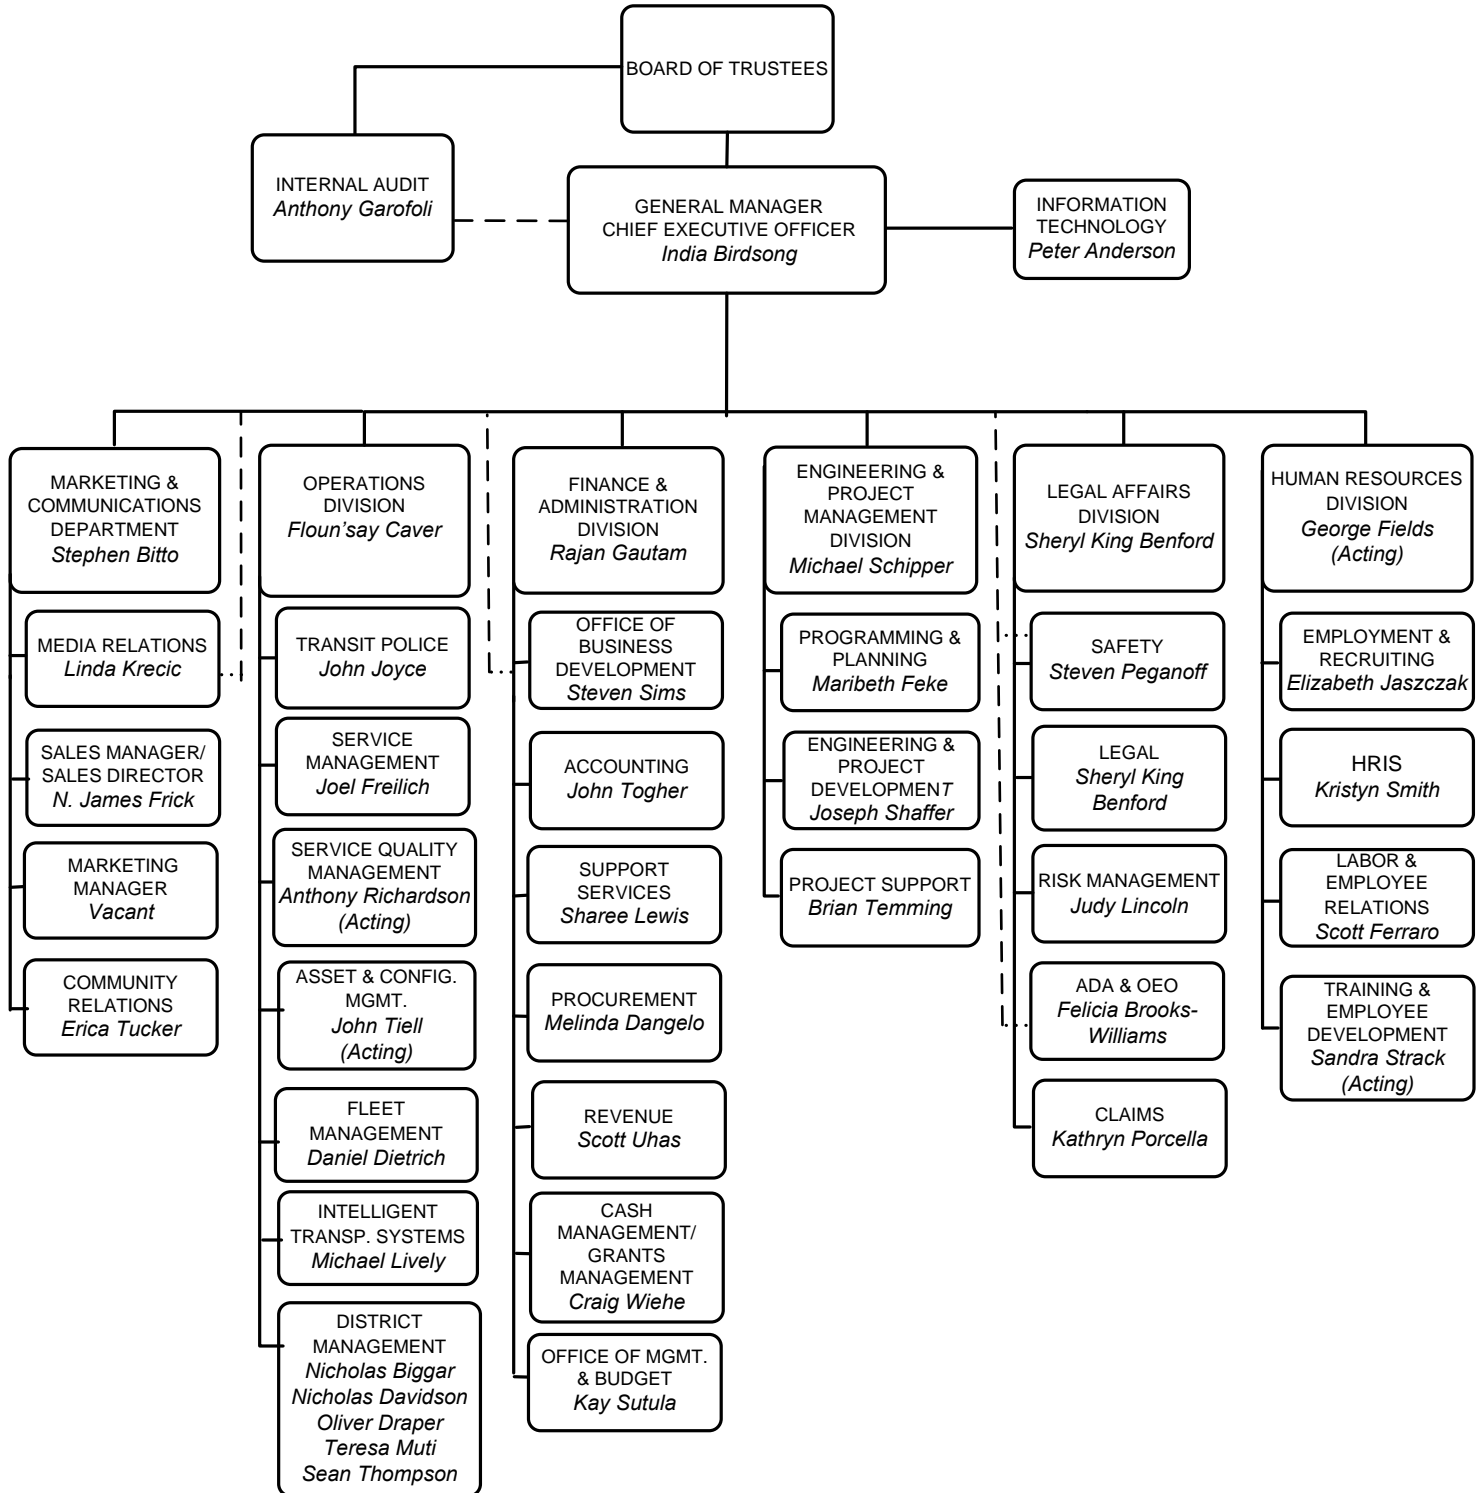 BOARD OF TRUSTEES
INTERNAL AUDIT
Anthony Garofoli
GENERAL MANAGER
CHIEF EXECUTIVE OFFICER
India Birdsong
INFORMATION
TECHNOLOGY
Peter Anderson
MARKETING &
COMMUNICATIONS
DEPARTMENT
Stephen Bitto
MEDIA RELATIONS
Linda Krecic
SALES MANAGER/
SALES DIRECTOR
N. James Frick
MARKETING
MANAGER
Vacant
COMMUNITY
RELATIONS
Erica Tucker
OPERATIONS
DIVISION
Floun'say Caver
TRANSIT POLICE
John Joyce
SERVICE
MANAGEMENT
Joel Freilich
SERVICE QUALITY
MANAGEMENT
Anthony Richardson
(Acting)
ASSET & CONFIG.
MGMT.
John Tiell
(Acting)
FLEET
MANAGEMENT
Daniel Dietrich
INTELLIGENT
TRANSP. SYSTEMS
Michael Lively
DISTRICT
MANAGEMENT
Nicholas Biggar
Nicholas Davidson
Oliver Draper
Teresa Muti
Sean Thompson
FINANCE &
ADMINISTRATION
DIVISION
Rajan Gautam
OFFICE OF
BUSINESS
DEVELOPMENT
Steven Sims
ACCOUNTING
John Togher
SUPPORT
SERVICES
Sharee Lewis
PROCUREMENT
Melinda Dangelo
REVENUE
Scott Uhas
CASH
MANAGEMENT/
GRANTS
MANAGEMENT
Craig Wiehe
OFFICE OF MGMT.
& BUDGET
Kay Sutula
ENGINEERING &
PROJECT
MANAGEMENT
DIVISION
Michael Schipper
PROGRAMMING &
PLANNING
Maribeth Feke
ENGINEERING &
PROJECT
DEVELOPMENT
Joseph Shaffer
PROJECT SUPPORT
Brian Temming
LEGAL AFFAIRS
DIVISION
Sheryl King Benford
SAFETY
Steven Peganoff
LEGAL
Sheryl King
Benford
RISK MANAGEMENT
Judy Lincoln
ADA & OEO
Felicia Brooks-
Williams
CLAIMS
Kathryn Porcella
HUMAN RESOURCES
DIVISION
George Fields
(Acting)
EMPLOYMENT &
RECRUITING
Elizabeth Jaszczak
HRIS
Kristyn Smith
LABOR &
EMPLOYEE
RELATIONS
Scott Ferraro
TRAINING &
EMPLOYEE
DEVELOPMENT
Sandra Strack
(Acting)